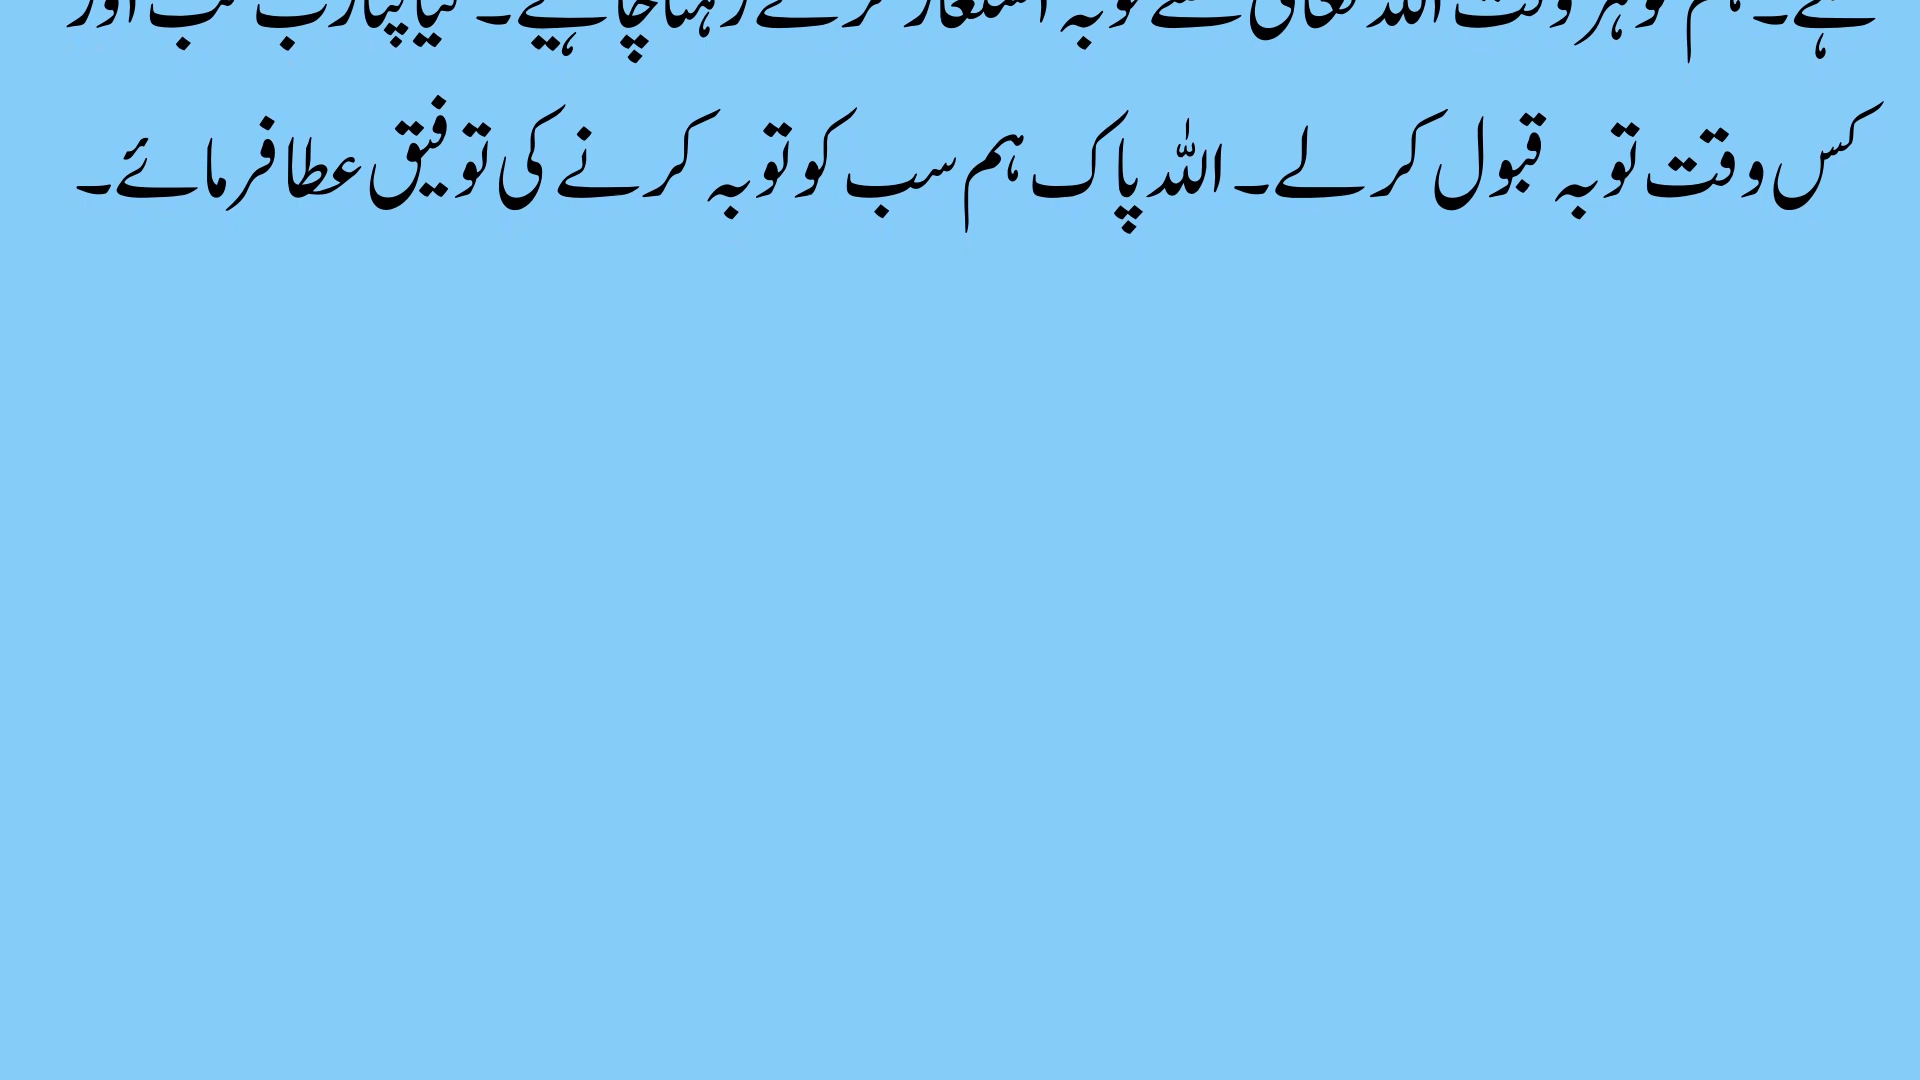 ہے۔ ہم کو ہر وقت اللہ تعالیٰ سے توبہ استغفار کرتے رہنا چاہیے۔ کیا پتا رب کب اور
کس وقت توبہ قبول کر لے۔ اللہ پاک ہم سب کو توبہ کرنے کی توفیق عطا فرمائے۔